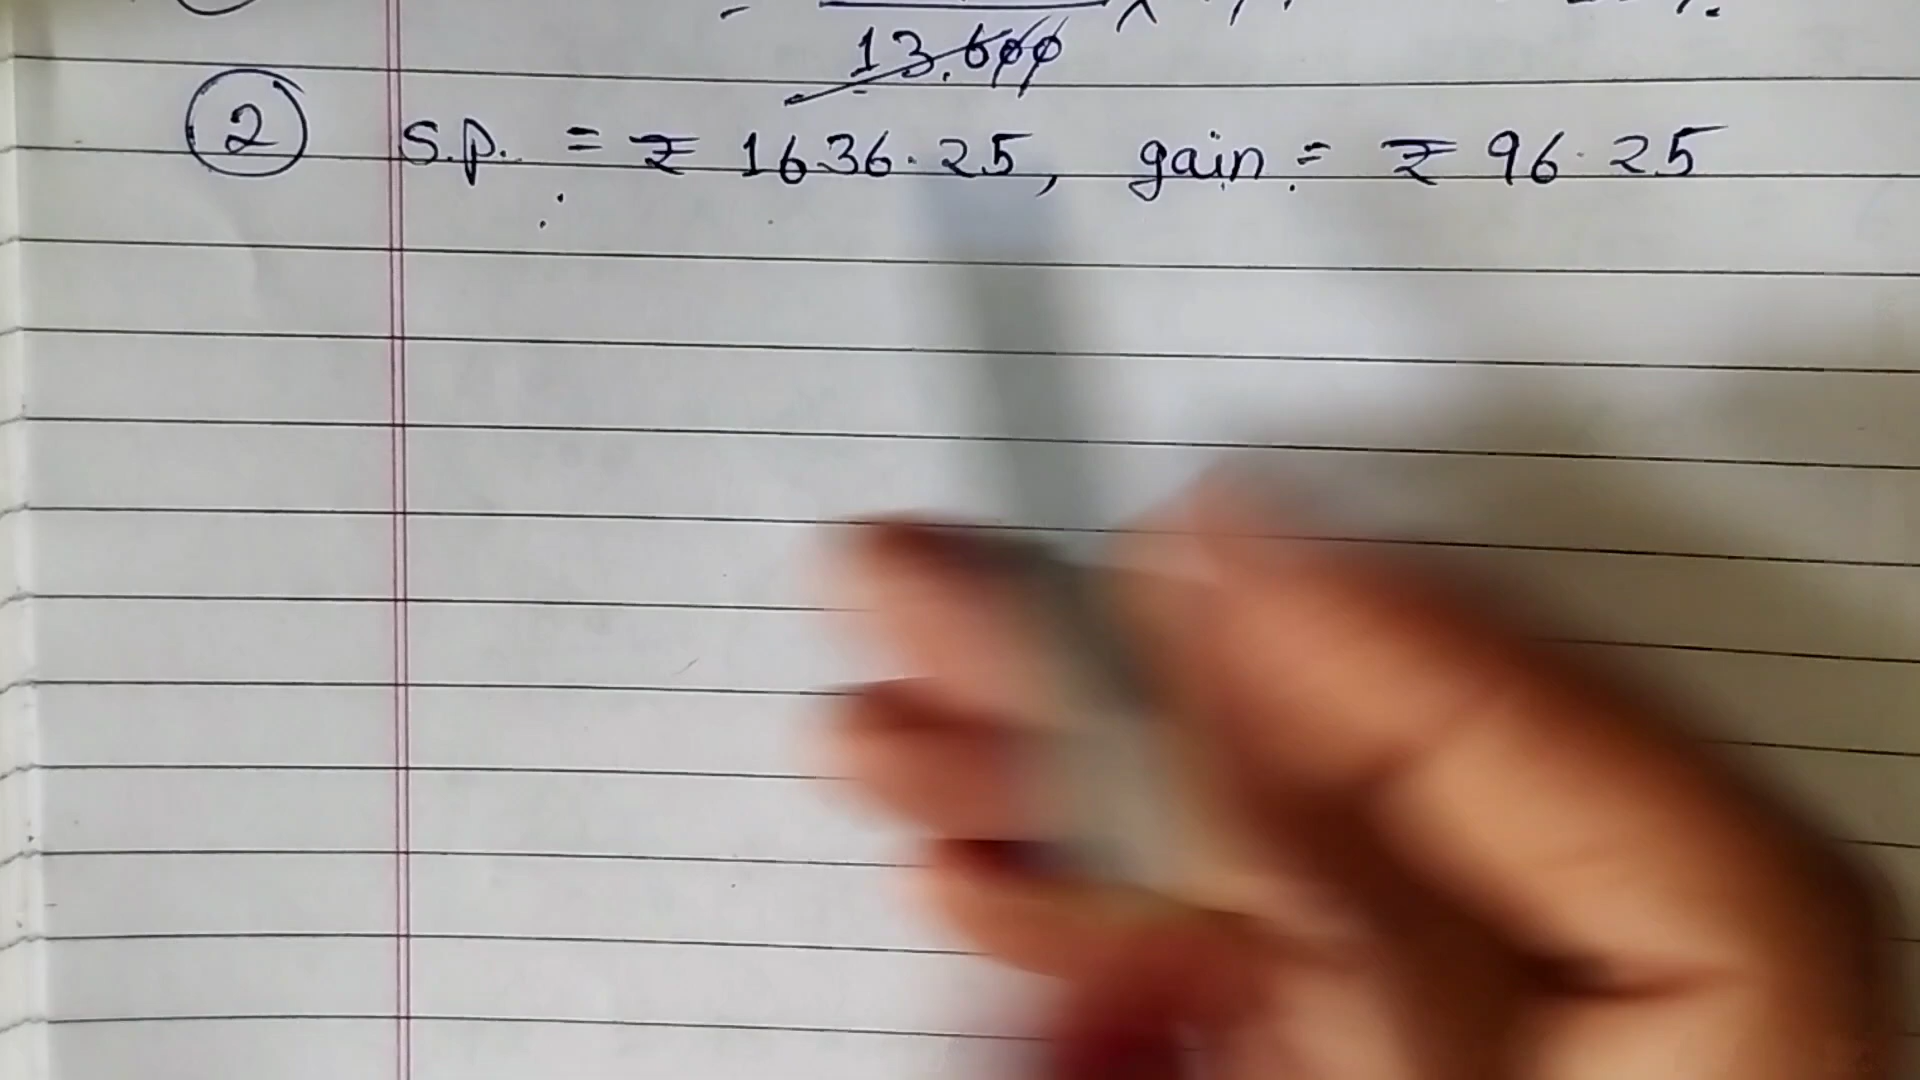 13,600
2 S.p. = ₹ 1636.25, gain = ₹ 96.25